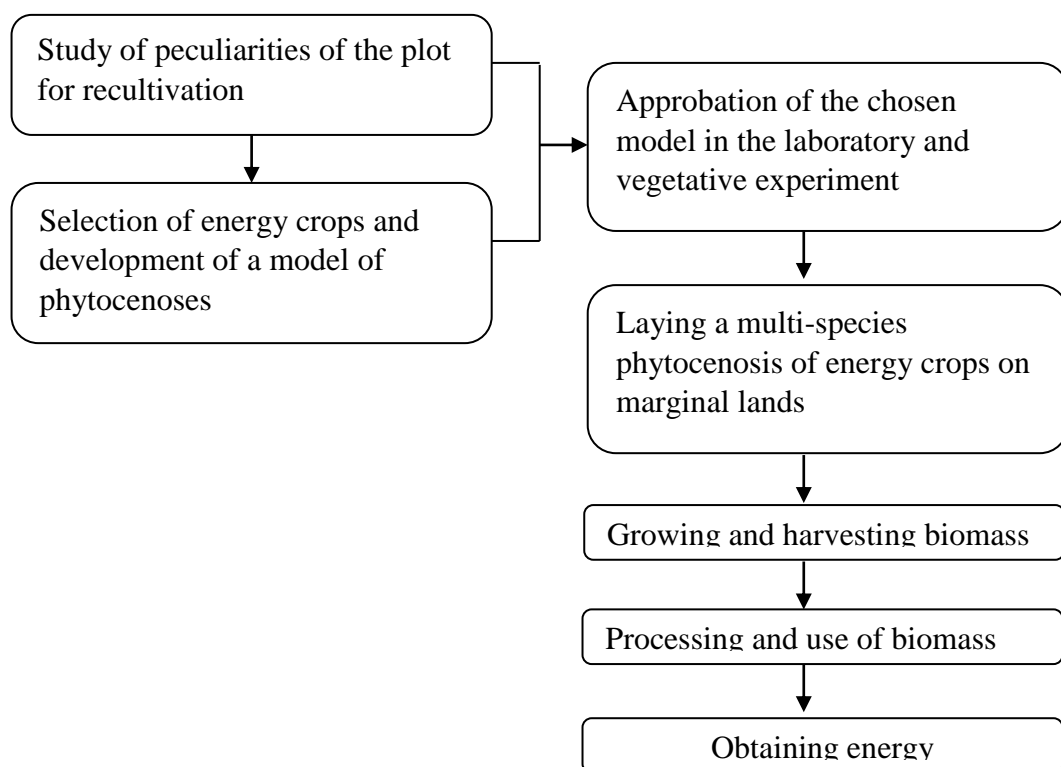 Study of peculiarities of the plot
for recultivation
Selection of energy crops and
development of a model of
phytocenoses
Approbation of the chosen
model in the laboratory and
vegetative experiment
Laying a multi-species
phytocenosis of energy crops on
marginal lands
Growing and harvesting biomass
Processing and use of biomass
Obtaining energy